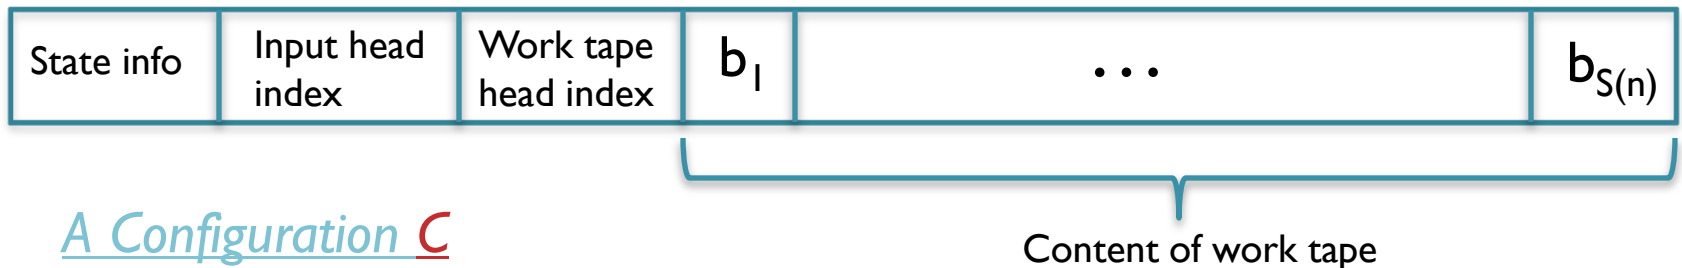 State info
Input head
index
Work tape
head index
b1
...
bS(n)
A Configuration C
Content of work tape